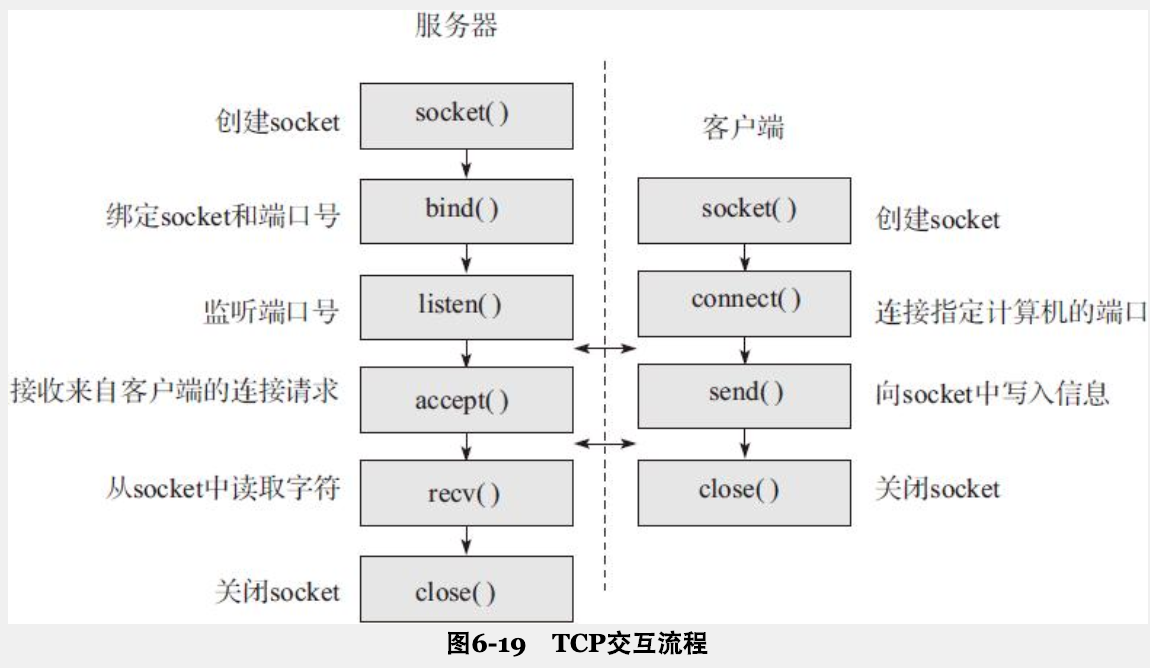 服务器
创建socket
socket( )
绑定socket和端口号
bind( )
监听端口号
listen( )
接收来自客户端的连接请求
accept( )
从socket中读取字符
recv( )
关闭socket
close( )
客户端
socket( )
创建socket
connect( )
连接指定计算机的端口
send( )
向socket中写入信息
close( )
关闭socket
图6-19 TCP交互流程